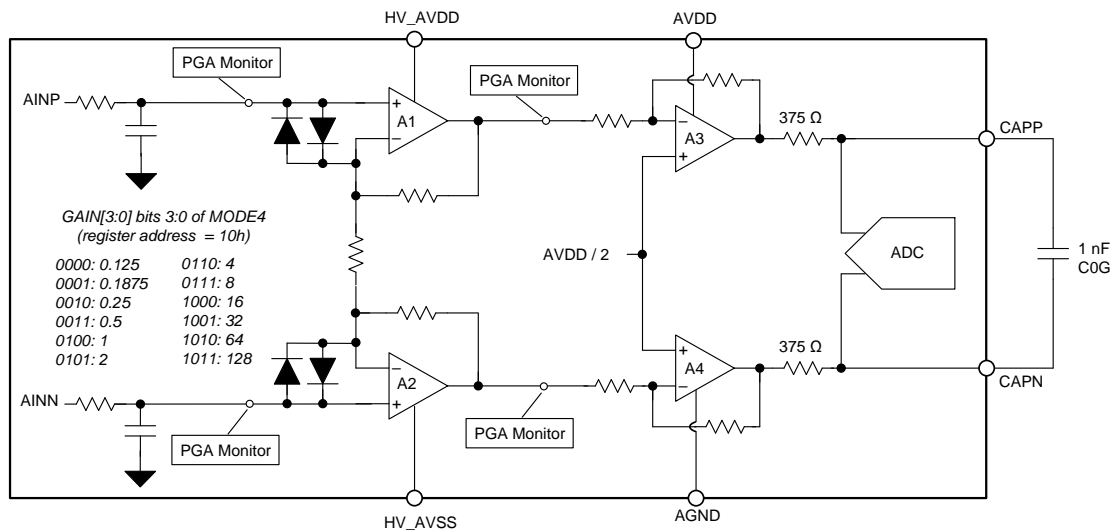 HV_AVDD
AVDD
PGA Monitor
PGA Monitor
AINP
+
A1
−
−
A3
+
375 Ω
CAPP
GAIN[3:0] bits 3:0 of MODE4
(register address = 10h)
0000: 0.125
0001: 0.1875
0010: 0.25
0011: 0.5
0100: 1
0101: 2
0110: 4
0111: 8
1000: 16
1001: 32
1010: 64
1011: 128
AVDD / 2
ADC
1 nF
C0G
−
A2
+
+
A4
−
375 Ω
CAPN
AINN
PGA Monitor
PGA Monitor
HV_AVSS
AGND